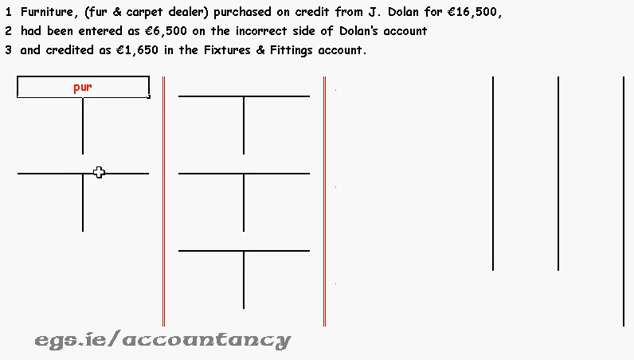 1 Furniture, (fur & carpet dealer) purchased on credit from J. Dolan for €16,500,
2 had been entered as €6,500 on the incorrect side of Dolan's account
3 and credited as €1,650 in the Fixtures & Fittings account.
pur
egs.ie/accountancy